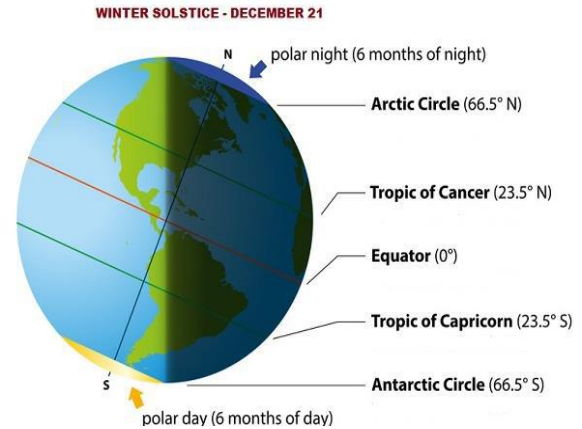 WINTER SOLSTICE - DECEMBER 21
N
polar night (6 months of night)
Arctic Circle (66.5° N)
Tropic of Cancer (23.5° N)
Equator (0°)
Tropic of Capricorn (23.5° S)
Antarctic Circle (66.5° S)
S
polar day (6 months of day)